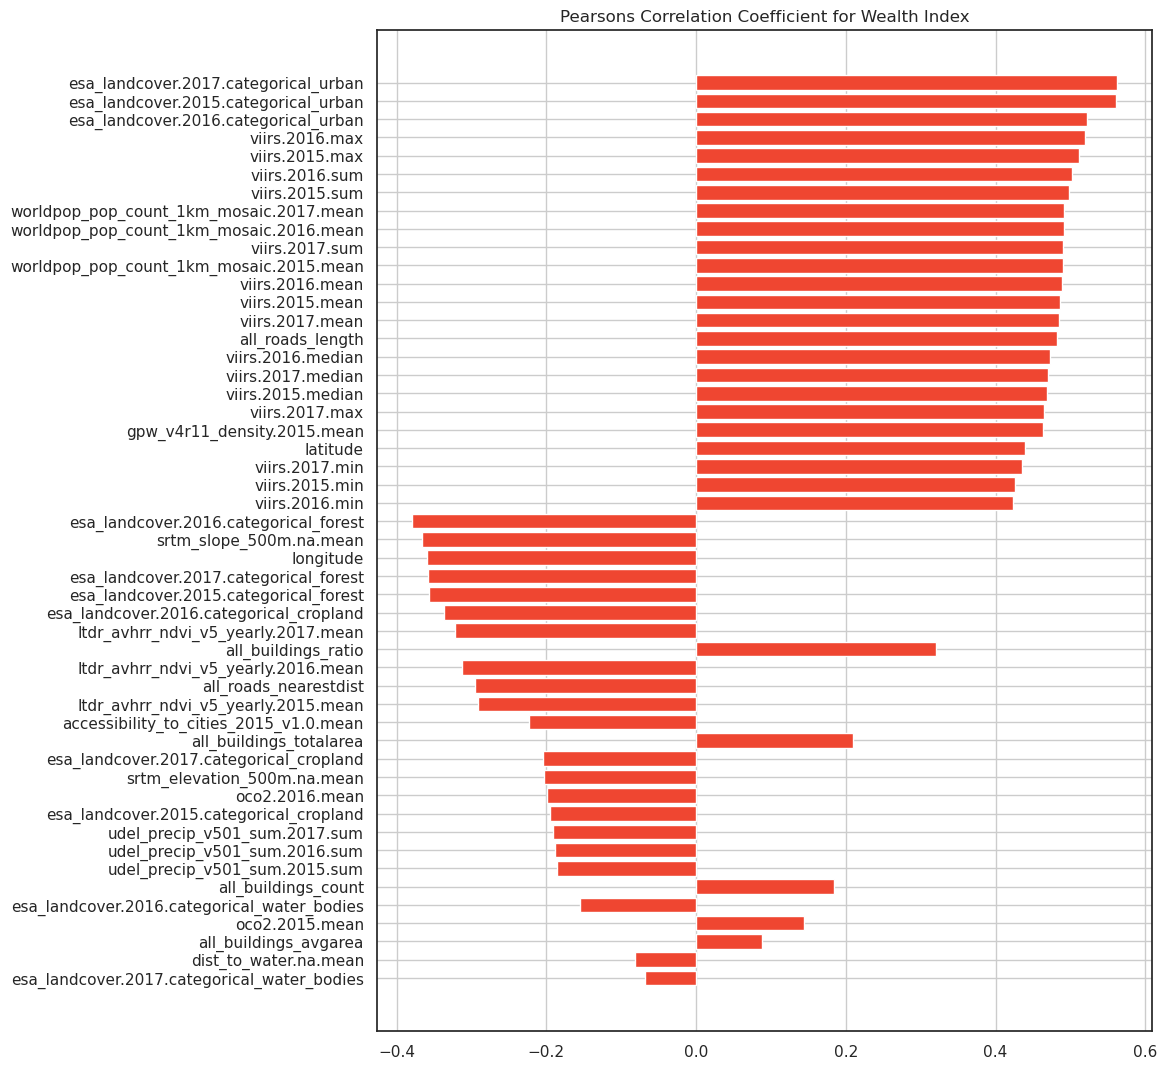 Pearsons Correlation Coefficient for Wealth Index
esa_landcover.2017.categorical_urban
esa_landcover.2015.categorical_urban
esa_landcover.2016.categorical_urban
viirs.2016.max
viirs.2015.max
viirs.2016.sum
viirs.2015.sum
worldpop_pop_count_1km_mosaic.2017.mean
worldpop_pop_count_1km_mosaic.2016.mean
viirs.2017.sum
worldpop_pop_count_1km_mosaic.2015.mean
viirs.2016.mean
viirs.2015.mean
viirs.2017.mean
all_roads_length
viirs.2016.median
viirs.2017.median
viirs.2015.median
viirs.2017.max
gpw_v4r11_density.2015.mean
latitude
viirs.2017.min
viirs.2015.min
viirs.2016.min
esa_landcover.2016.categorical_forest
srtm_slope_500m.na.mean
longitude
esa_landcover.2017.categorical_forest
esa_landcover.2015.categorical_forest
esa_landcover.2016.categorical_cropland
ltdr_avhrr_ndvi_v5_yearly.2017.mean
all_buildings_ratio
ltdr_avhrr_ndvi_v5_yearly.2016.mean
all_roads_nearestdist
ltdr_avhrr_ndvi_v5_yearly.2015.mean
accessibility_to_cities_2015_v1.0.mean
all_buildings_totalarea
esa_landcover.2017.categorical_cropland
srtm_elevation_500m.na.mean
oco2.2016.mean
esa_landcover.2015.categorical_cropland
udel_precip_v501_sum.2017.sum
udel_precip_v501_sum.2016.sum
udel_precip_v501_sum.2015.sum
all_buildings_count
esa_landcover.2016.categorical_water_bodies
oco2.2015.mean
all_buildings_avgarea
dist_to_water.na.mean
esa_landcover.2017.categorical_water_bodies
−0.4 −0.2 0.0 0.2 0.4 0.6